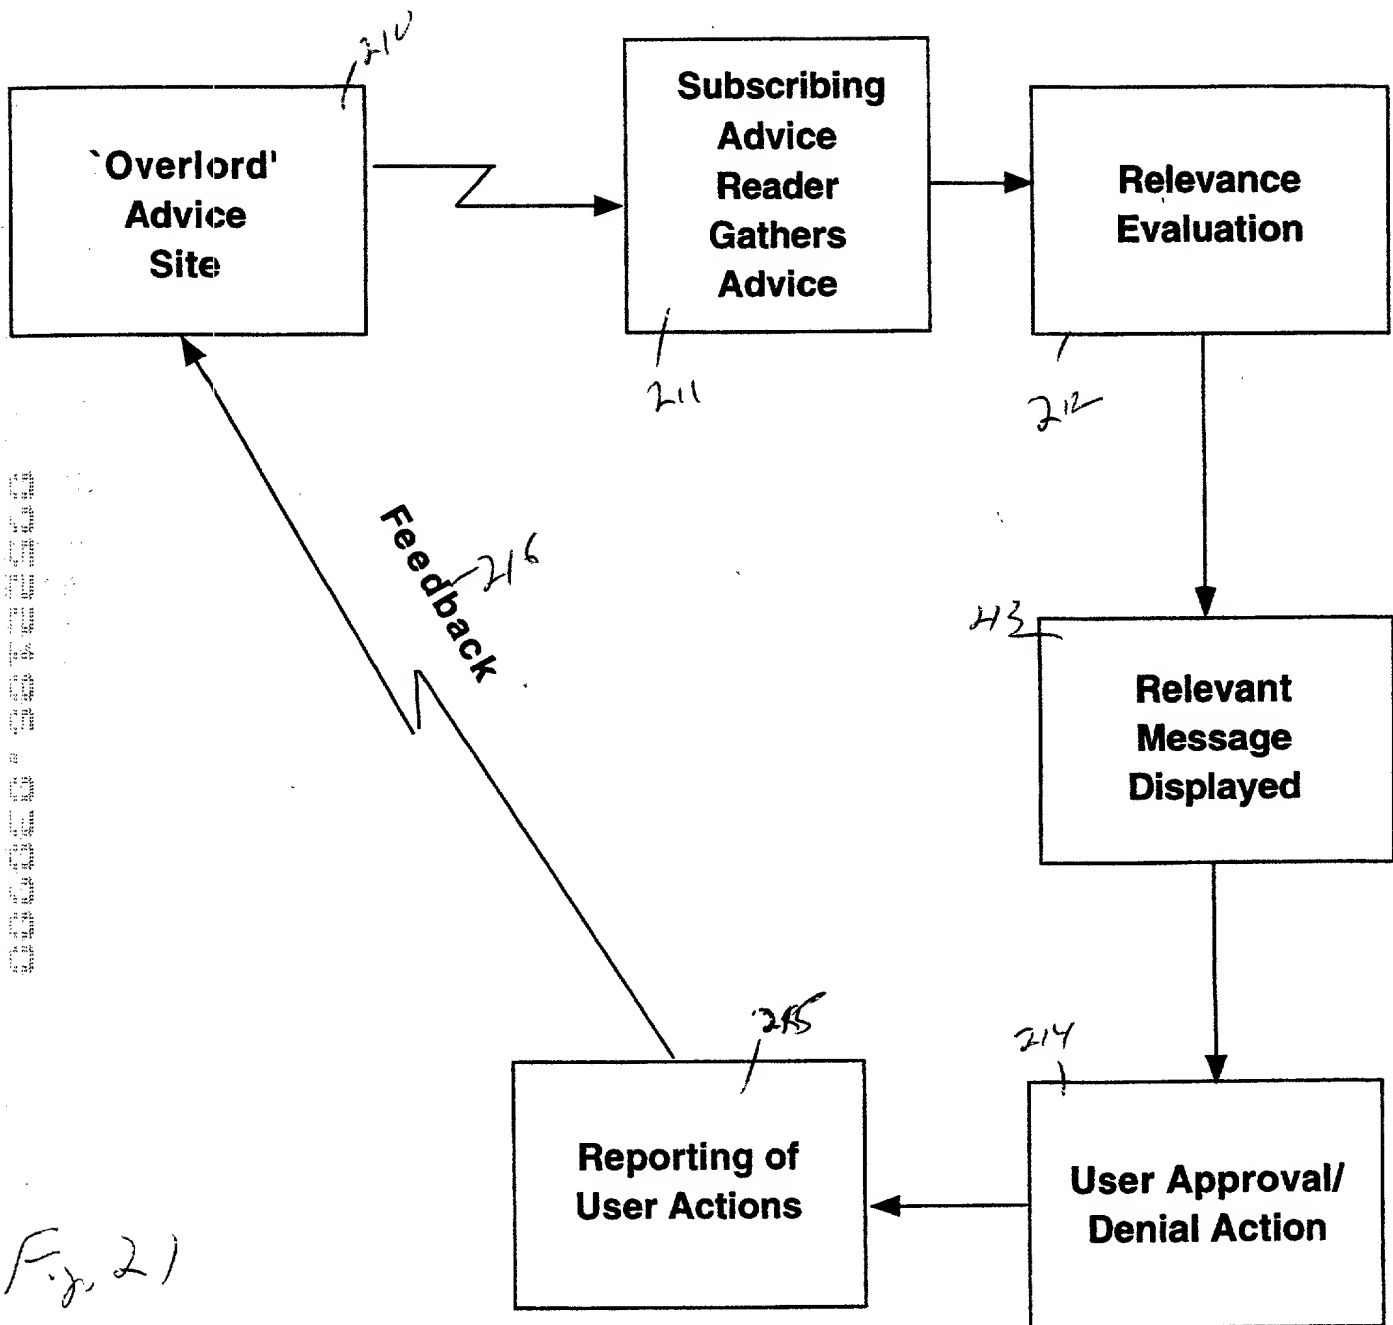 210
`Overlord'
Advice
Site
Subscribing
Advice
Reader
Gathers
Advice
211
Relevance
Evaluation
212
Feedback
216
213
Relevant
Message
Displayed
215
Reporting of
User Actions
214
User Approval/
Denial Action
Fig. 21